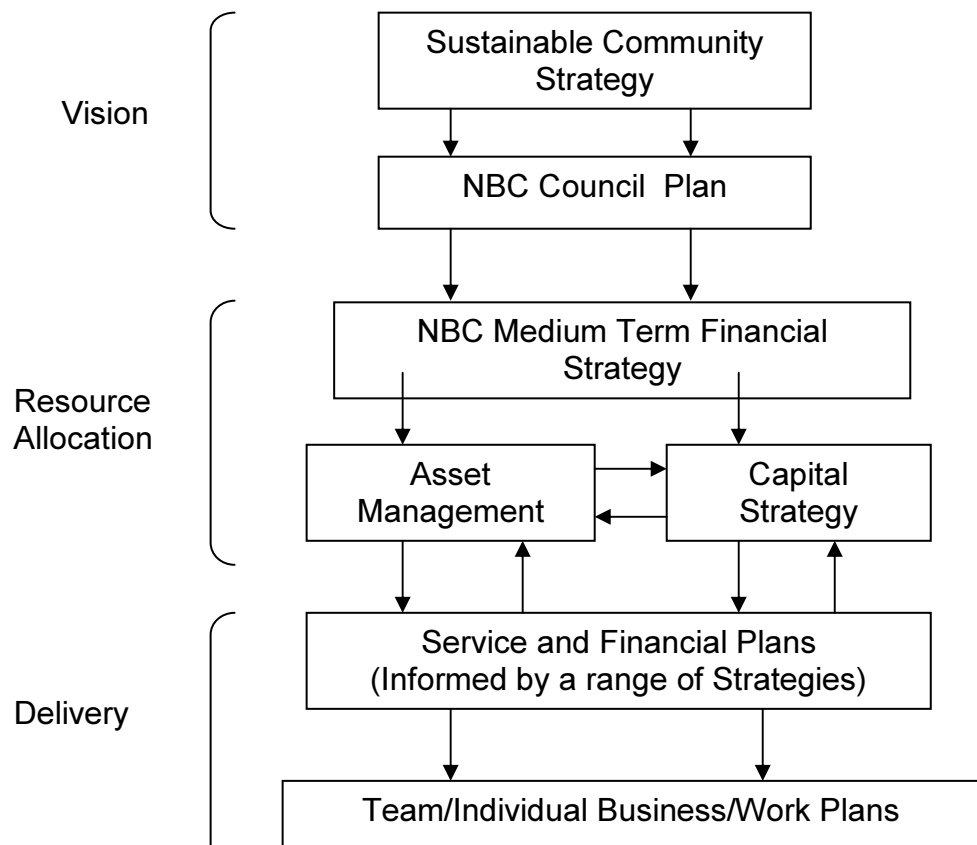 Sustainable Community
Strategy
Vision
NBC Council Plan
NBC Medium Term Financial
Strategy
Resource
Allocation
Asset
Management
Capital
Strategy
Service and Financial Plans
(Informed by a range of Strategies)
Delivery
Team/Individual Business/Work Plans